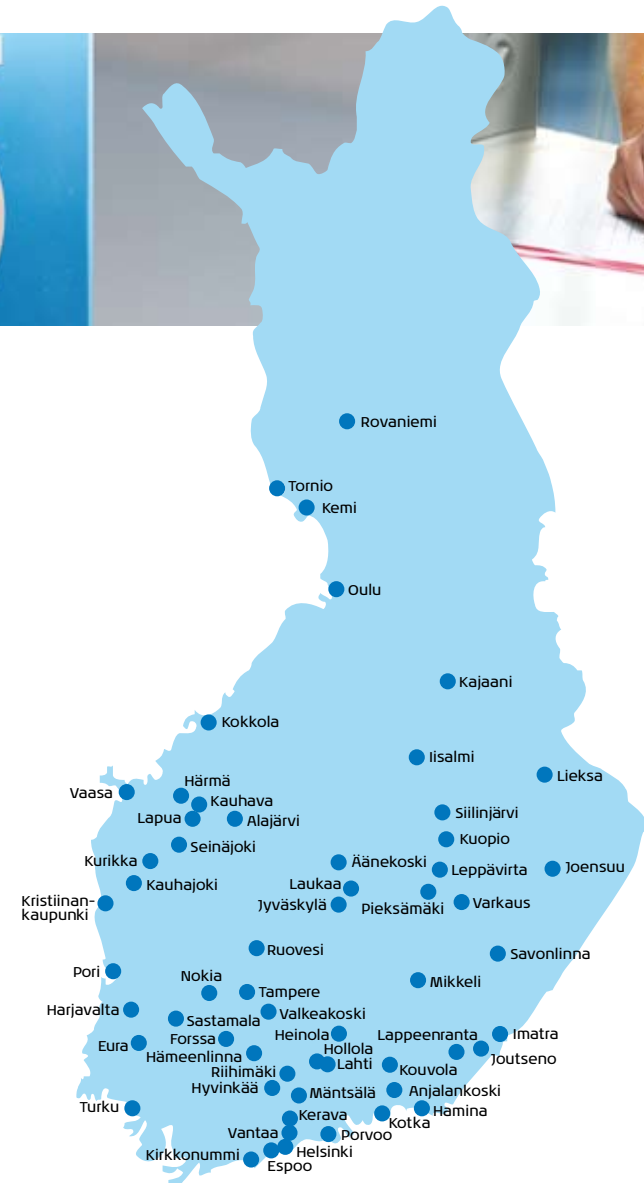 Rovaniemi
Tornio
Kemi
Oulu
Kajaani
Kokkola
Iisalmi
Lieksa
Vaasa
Härmä
Kauhava
Lapua
Alajärvi
Siilinjärvi
Seinäjoki
Kuopio
Kurikka
Äänekoski
Leppävirta
Joensuu
Kauhajoki
Laukaa
Kristiinan-
kaupunki
Jyväskylä
Pieksämäki
Varkaus
Ruovesi
Savonlinna
Pori
Nokia
Tampere
Mikkeli
Harjavalta
Sastamala
Valkeakoski
Forssa
Heinola
Lappeenranta
Imatra
Eura
Hämeenlinna
Hollola
Joutseno
Riihimäki
Lahti
Kouvola
Hyvinkää
Mäntsälä
Anjalankoski
Turku
Kerava
Kotka
Hamina
Vantaa
Porvoo
Kirkkonummi
Helsinki
Espoo